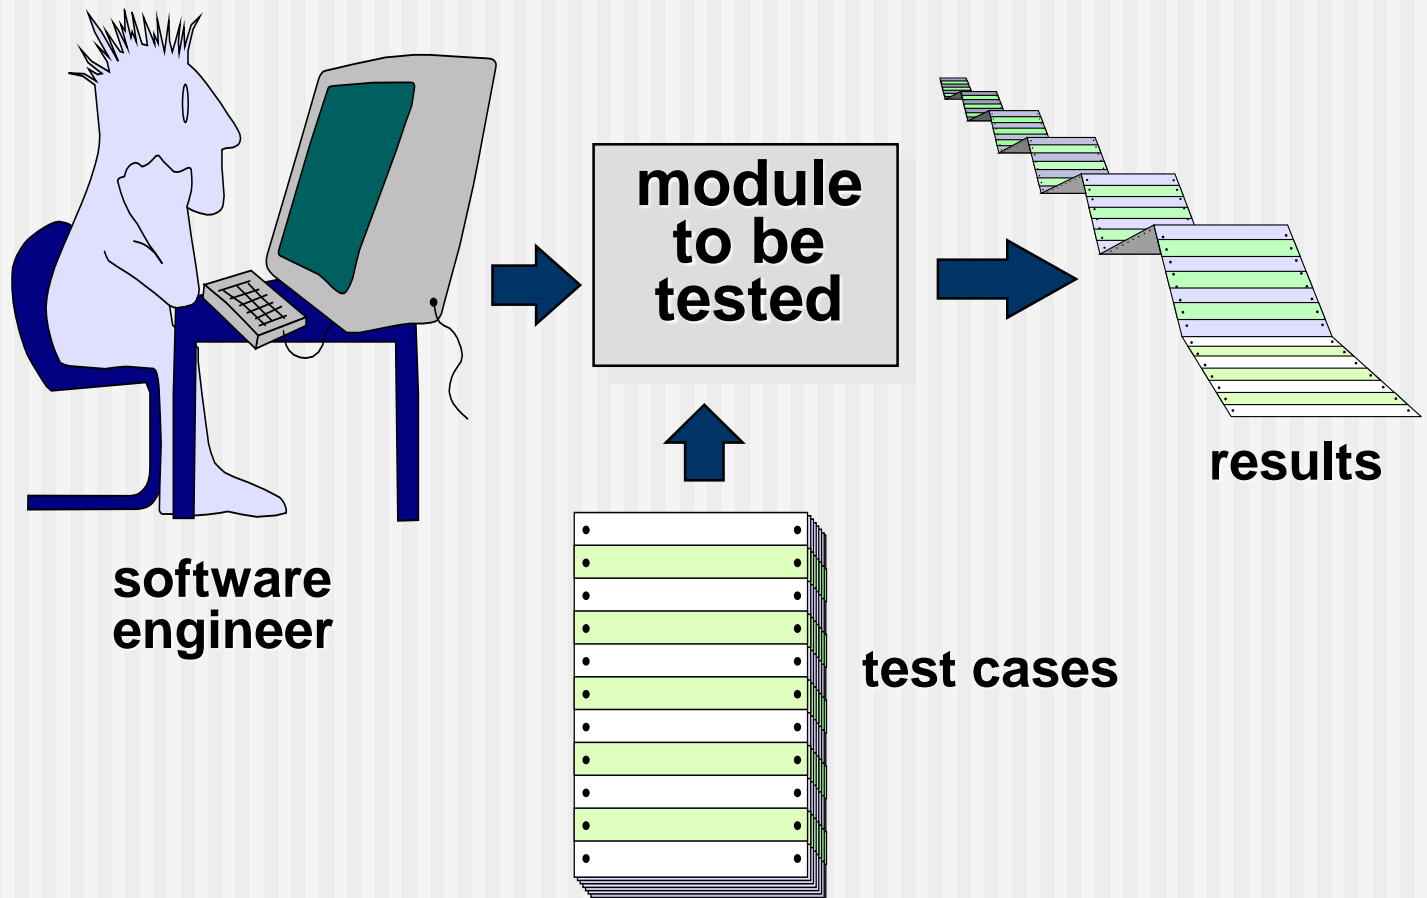 module
to be
tested
results
software
engineer
test cases